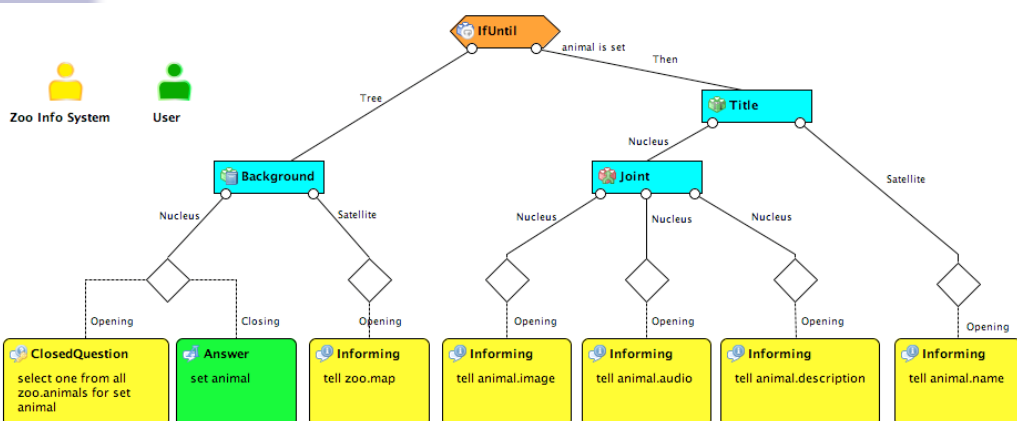 IfUntil
animal is set
Then
Zoo Info System
User
Tree
Title
Nucleus
Background
Joint
Satellite
Nucleus
Satellite
Nucleus
Nucleus
Nucleus
Opening
Closing
Opening
Opening
Opening
Opening
Opening
ClosedQuestion
select one from all
zoo.animals for set
animal
Answer
set animal
Informing
tell zoo.map
Informing
tell animal.image
Informing
tell animal.audio
Informing
tell animal.description
Informing
tell animal.name